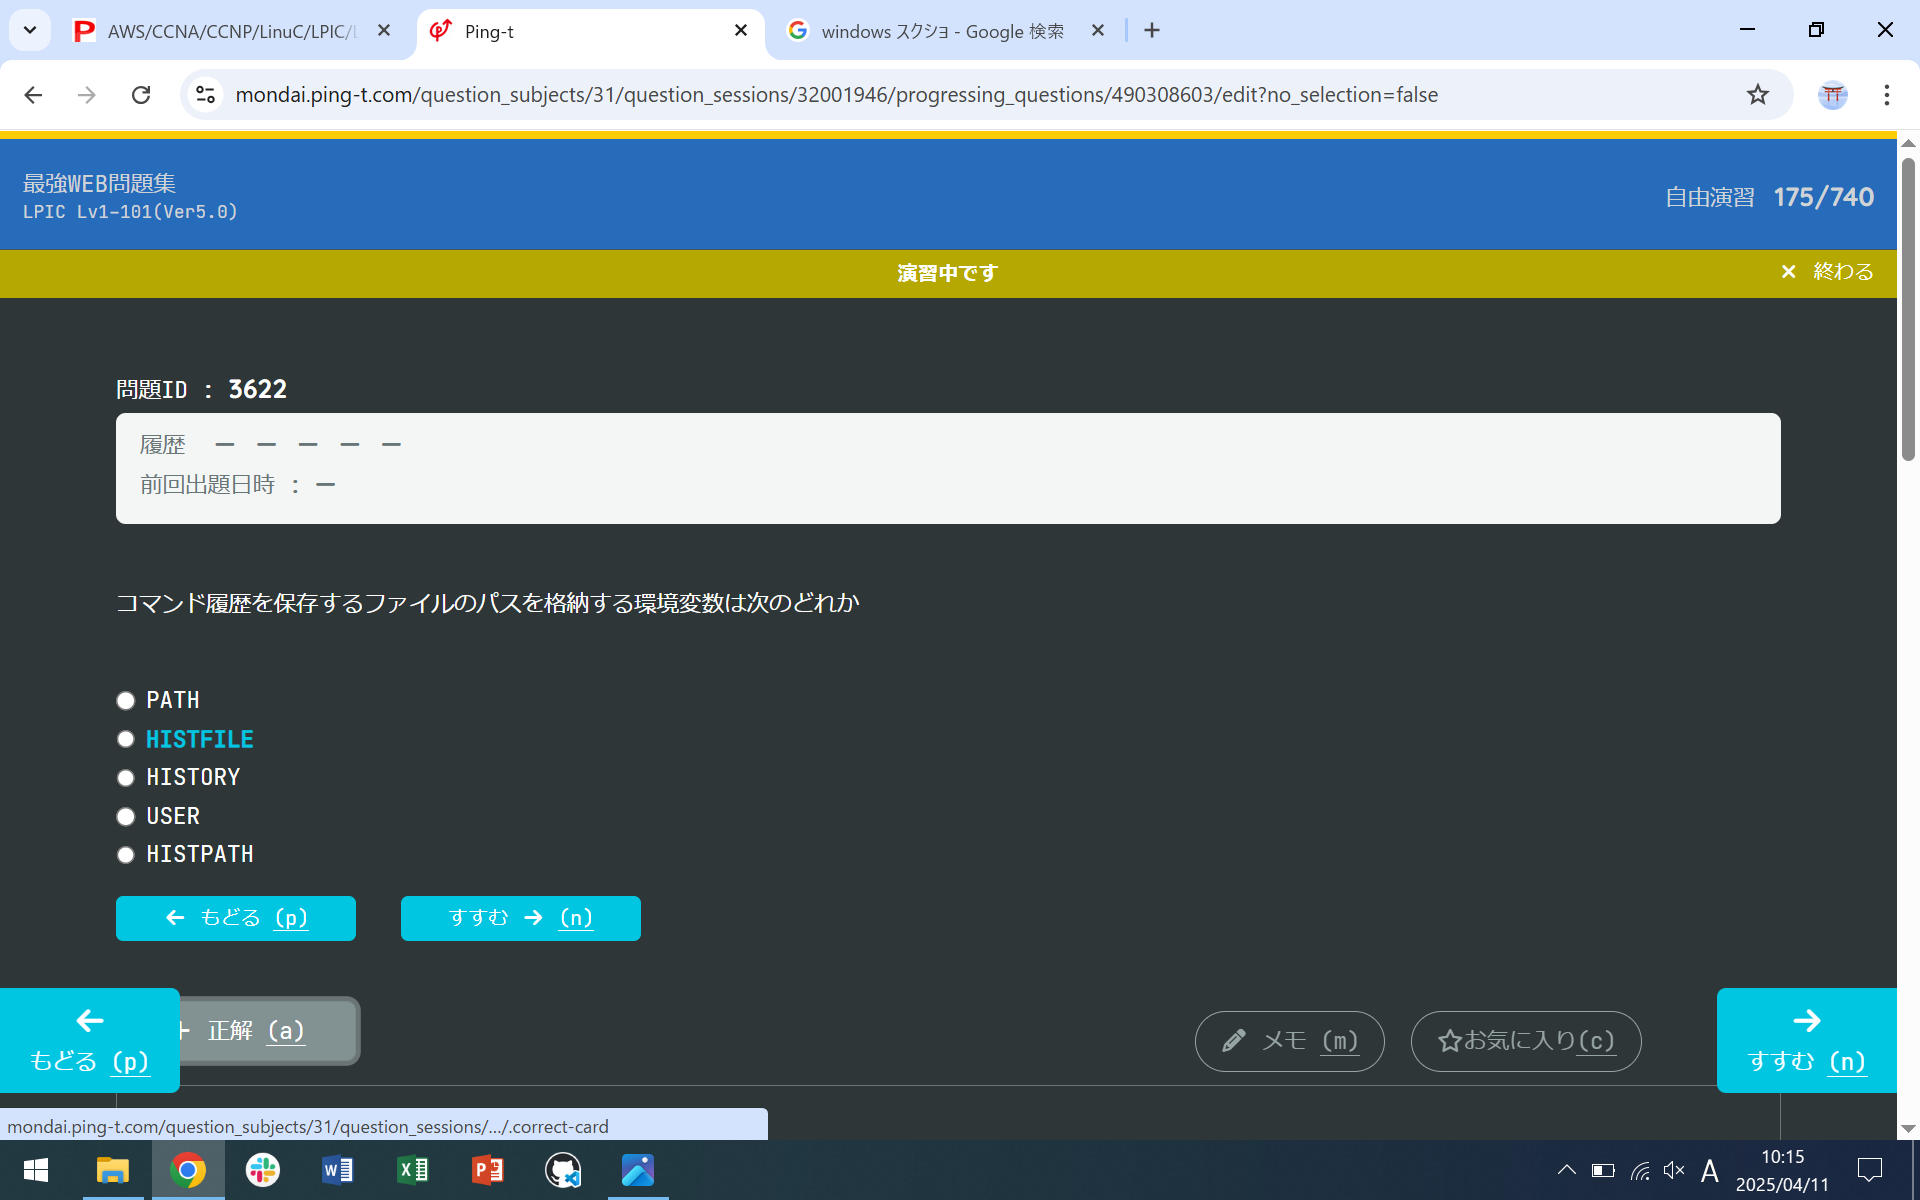 AWS/CCNA/CCNP/LinuC/LPIC/
Ping-t
windows スクショ - Google 検索
mondai.ping-t.com/question_subjects/31/question_sessions/32001946/progressing_questions/490308603/edit?no_selection=false
最強WEB問題集
LPIC Lv1-101(Ver5.0)
自由演習 175/740
演習中です
× 終わる
問題ID : 3622
履歴 ー ー ー ー ー
前回出題日時 : ー
コマンド履歴を保存するファイルのパスを格納する環境変数は次のどれか
PATH
HISTFILE
HISTORY
USER
HISTPATH
← もどる (p)
すすむ → (n)
← もどる (p)
正解 (a)
メモ (m)
☆お気に入り(c)
→ すすむ (n)
mondai.ping-t.com/question_subjects/31/question_sessions/.../.correct-card
A
10:15
2025/04/11